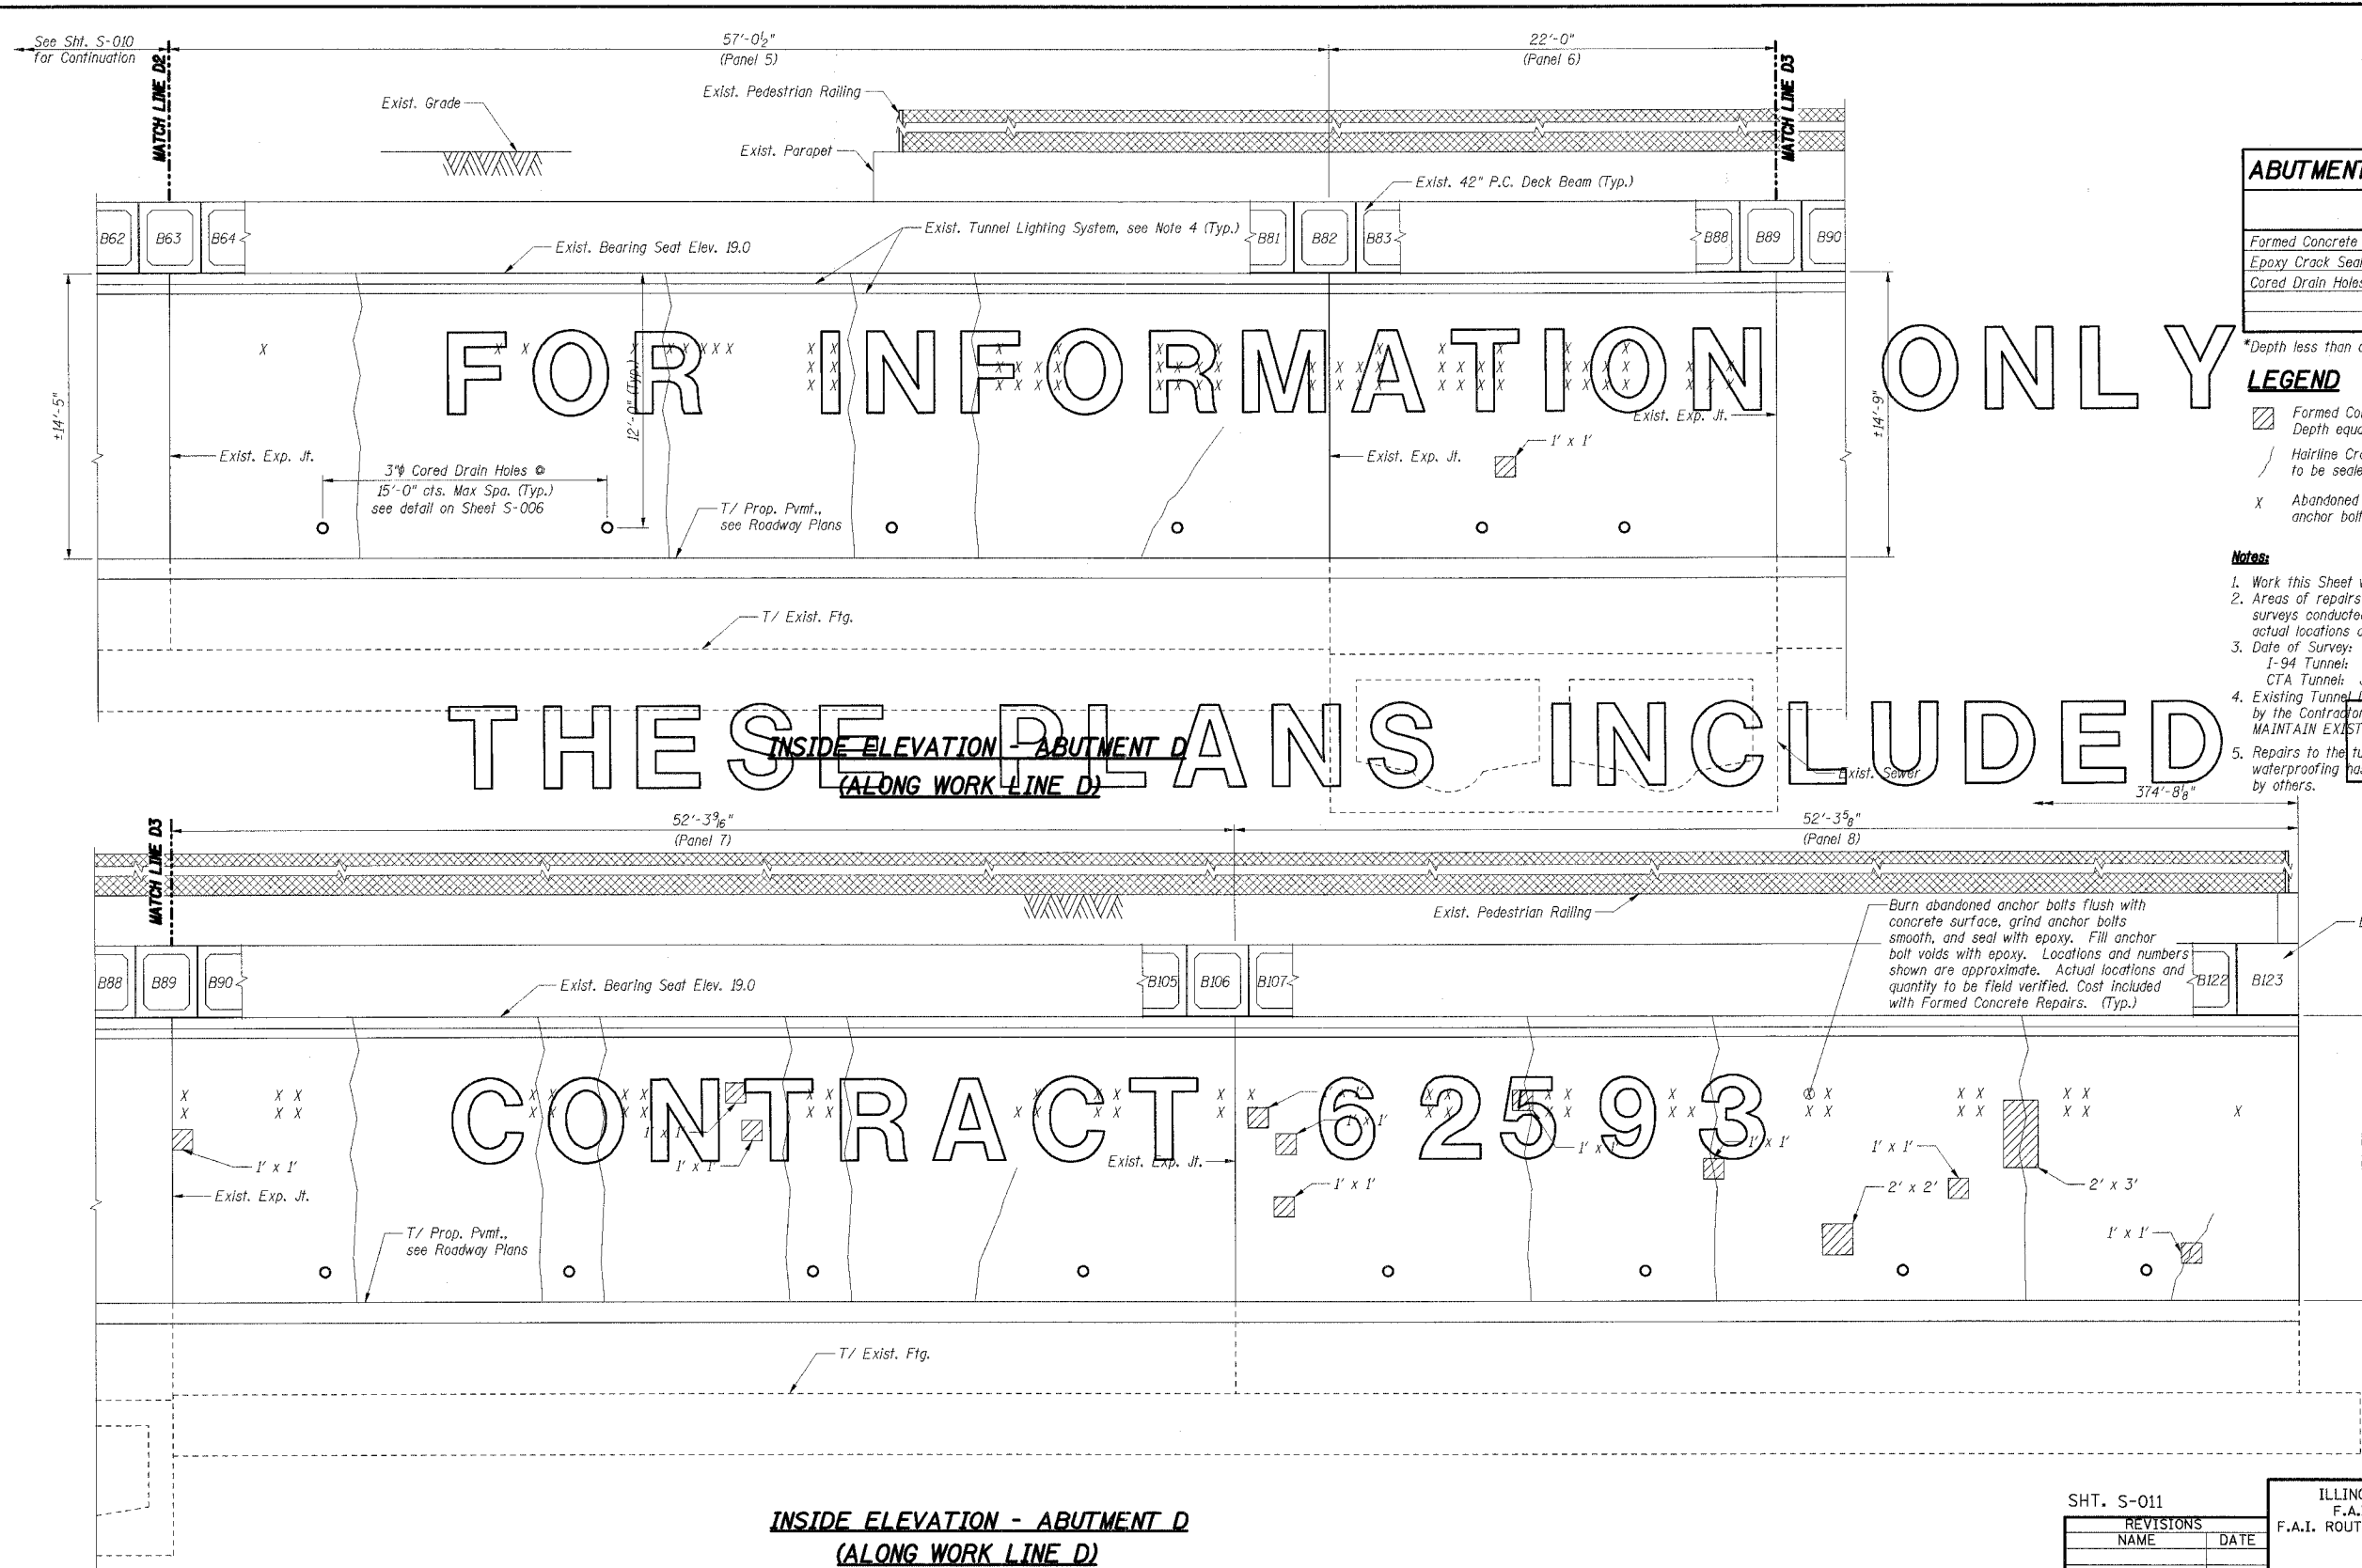 See Sht. S-010
for Continuation
MATCH LINE D2
57'-0½"
(Panel 5)
22'-0"
(Panel 6)
MATCH LINE D3
Exist. Grade
Exist. Pedestrian Railing
Exist. Parapet
Exist. 42" P.C. Deck Beam (Typ.)
B62
B63
B64
Exist. Bearing Seat Elev. 19.0
Exist. Tunnel Lighting System, see Note 4 (Typ.)
B81
B82
B83
B88
B89
B90
±14'-5"
12'-0" (Typ.)
FOR INFORMATION ONLY
Exist. Exp. Jt.
3"ϕ Cored Drain Holes @
15'-0" cts. Max Spa. (Typ.)
see detail on Sheet S-006
T/ Prop. Pvmt.,
see Roadway Plans
Exist. Exp. Jt.
1' x 1'
Exist. Exp. Jt.
±14'-9"
T/ Exist. Ftg.
THESE PLANS INCLUDED
INSIDE ELEVATION - ABUTMENT D
(ALONG WORK LINE D)
Exist. Sewer
ABUTMENT
Formed Concrete
Epoxy Crack Seal
Cored Drain Holes
*Depth less than
LEGEND
Formed Co
Depth equa
Hairline Cra
to be seale
X Abandoned
anchor bolt
Notes:
1. Work this Sheet
2. Areas of repairs
surveys conducted
actual locations
3. Date of Survey:
I-94 Tunnel:
CTA Tunnel:
4. Existing Tunnel
by the Contractor
MAINTAIN EXIST
5. Repairs to the tu
waterproofing has
by others.
MATCH LINE D3
52'-3 9/16"
(Panel 7)
52'-3⅝"
(Panel 8)
374'-8⅛"
Exist. Pedestrian Railing
Burn abandoned anchor bolts flush with
concrete surface, grind anchor bolts
smooth, and seal with epoxy. Fill anchor
bolt voids with epoxy. Locations and numbers
shown are approximate. Actual locations and
quantity to be field verified. Cost included
with Formed Concrete Repairs. (Typ.)
B88
B89
B90
Exist. Bearing Seat Elev. 19.0
B105
B106
B107
B122
B123
CONTRACT 62593
1' x 1'
Exist. Exp. Jt.
1' x 1'
1' x 1'
Exist. Exp. Jt.
1' x 1'
1' x 1'
1' x 1'
1' x 1'
1' x 1'
1' x 1'
2' x 2'
2' x 3'
1' x 1'
T/ Prop. Pvmt.,
see Roadway Plans
T/ Exist. Ftg.
INSIDE ELEVATION - ABUTMENT D
(ALONG WORK LINE D)
SHT. S-011
REVISIONS
NAME DATE
ILLINO
F.A.
F.A.I. ROUT